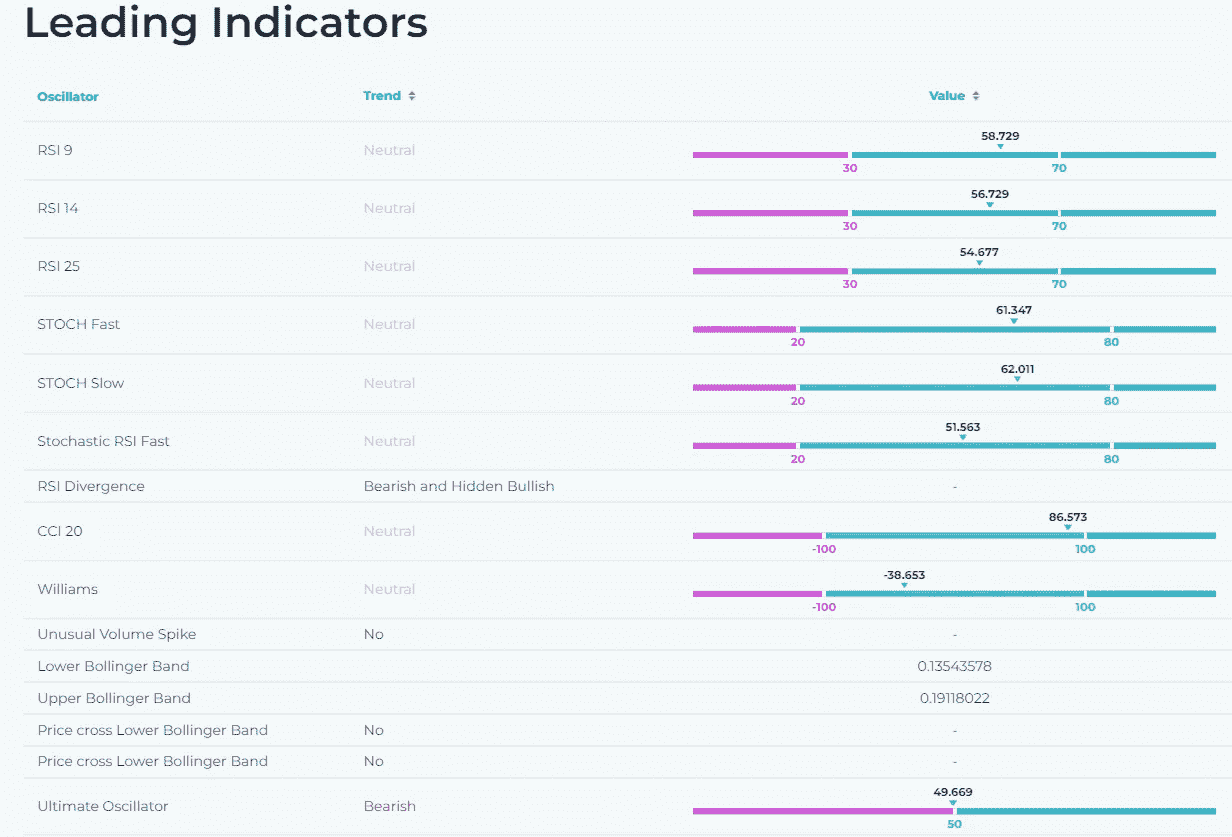 Leading Indicators
Oscillator Trend Value
58.729
RSI 9 Neutral
30 70
56.729
RSI 14 Neutral
30 70
54.677
RSI 25 Neutral
30 70
61.347
STOCH Fast Neutral
20 80
62.011
STOCH Slow Neutral
20 80
51.563
Stochastic RSI Fast Neutral
20 80
RSI Divergence Bearish and Hidden Bullish -
86.573
CCI 20 Neutral
-100 100
-38.653
Williams Neutral
-100 100
Unusual Volume Spike No -
Lower Bollinger Band 0.13543578
Upper Bollinger Band 0.19118022
Price cross Lower Bollinger Band No -
Price cross Lower Bollinger Band No -
49.669
Ultimate Oscillator Bearish
50